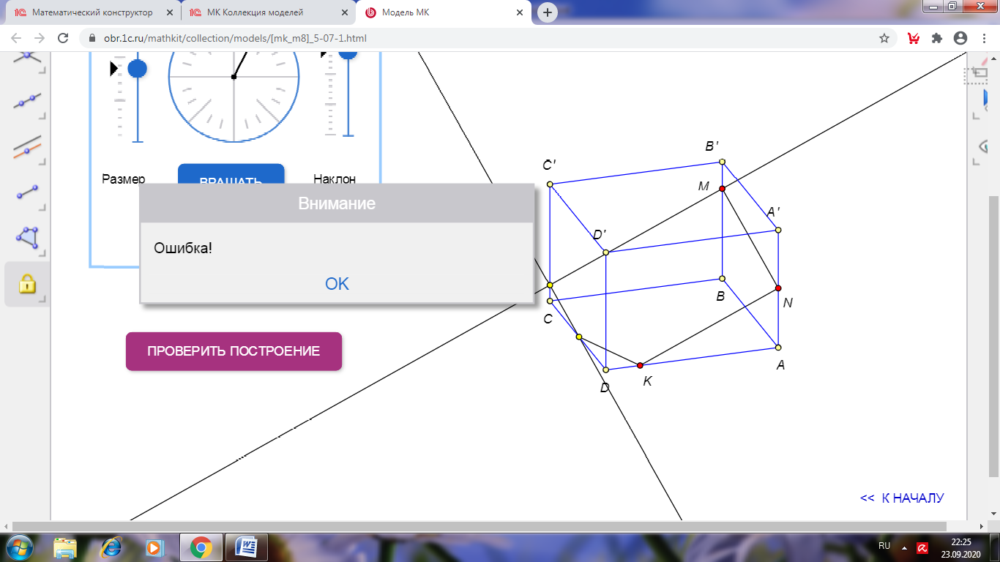 Математический конструктор
МК Коллекция моделей
Модель МК
obr.1c.ru/mathkit/collection/models/[mk_m8]_5-07-1.html
Размер
ВРАЩАТЬ
Наклон
Внимание
Ошибка!
OK
ПРОВЕРИТЬ ПОСТРОЕНИЕ
B'
C'
M
A'
D'
B
N
C
A
K
D
<< К НАЧАЛУ
RU
22:25
23.09.2020